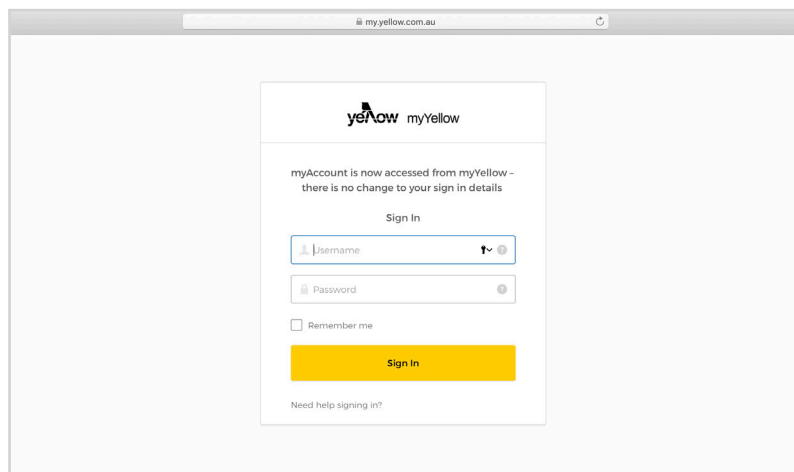 my.yellow.com.au
yellow myYellow
myAccount is now accessed from myYellow –
there is no change to your sign in details
Sign In
Username
Password
Remember me
Sign In
Need help signing in?